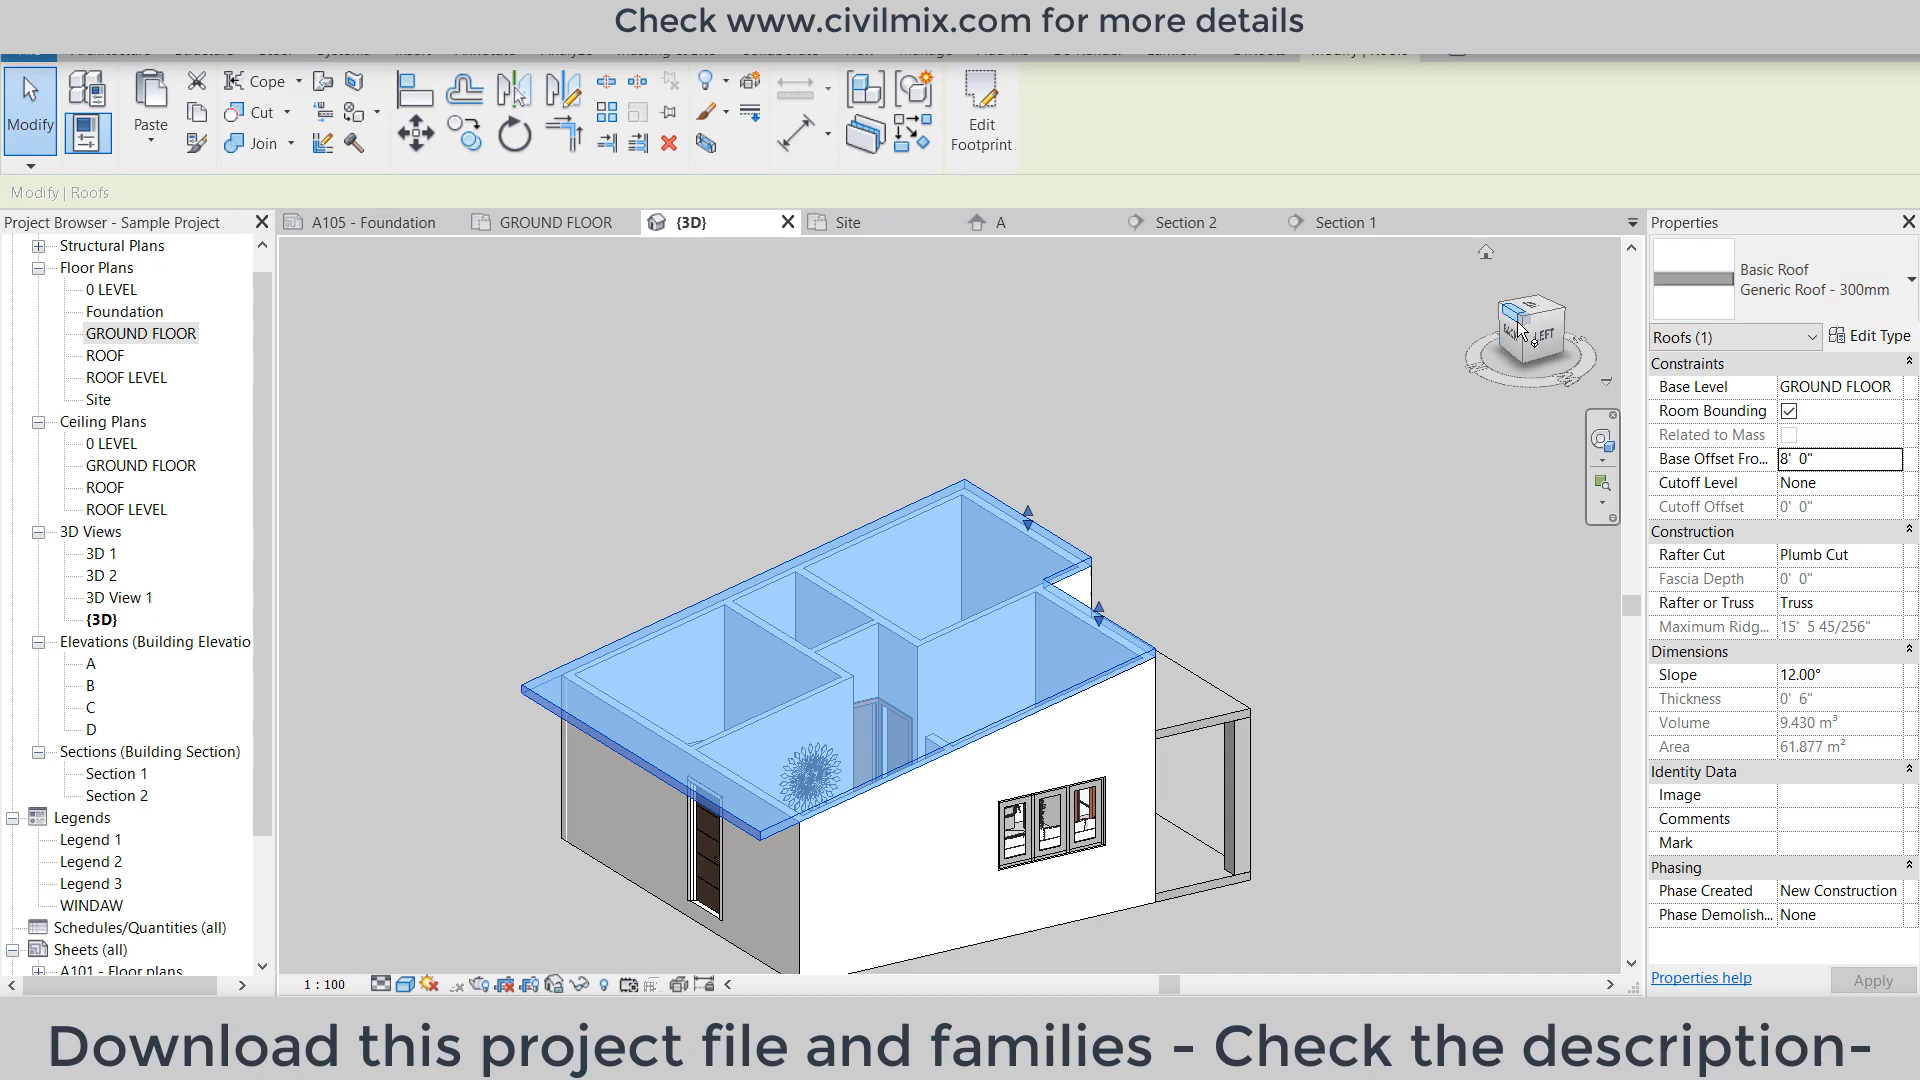 Check www.civilmix.com for more details
Modify
Paste
Cope
Cut
Join
Edit
Footprint
Modify | Roofs
Project Browser - Sample Project
A105 - Foundation
GROUND FLOOR
{3D}
Site
A
Section 2
Section 1
Properties
Structural Plans
Floor Plans
0 LEVEL
Foundation
GROUND FLOOR
ROOF
ROOF LEVEL
Site
Ceiling Plans
0 LEVEL
GROUND FLOOR
ROOF
ROOF LEVEL
3D Views
3D 1
3D 2
3D View 1
{3D}
Elevations (Building Elevatio
A
B
C
D
Sections (Building Section)
Section 1
Section 2
Legends
Legend 1
Legend 2
Legend 3
WINDAW
Schedules/Quantities (all)
Sheets (all)
A101 - Floor plans
1 : 100
Basic Roof
Generic Roof - 300mm
Roofs (1)
Edit Type
Constraints
Base Level GROUND FLOOR
Room Bounding
Related to Mass
Base Offset Fro... 8' 0"
Cutoff Level None
Cutoff Offset 0' 0"
Construction
Rafter Cut Plumb Cut
Fascia Depth 0' 0"
Rafter or Truss Truss
Maximum Ridg... 15' 5 45/256"
Dimensions
Slope 12.00°
Thickness 0' 6"
Volume 9.430 m³
Area 61.877 m²
Identity Data
Image
Comments
Mark
Phasing
Phase Created New Construction
Phase Demolish... None
Properties help
Apply
Download this project file and families - Check the description-